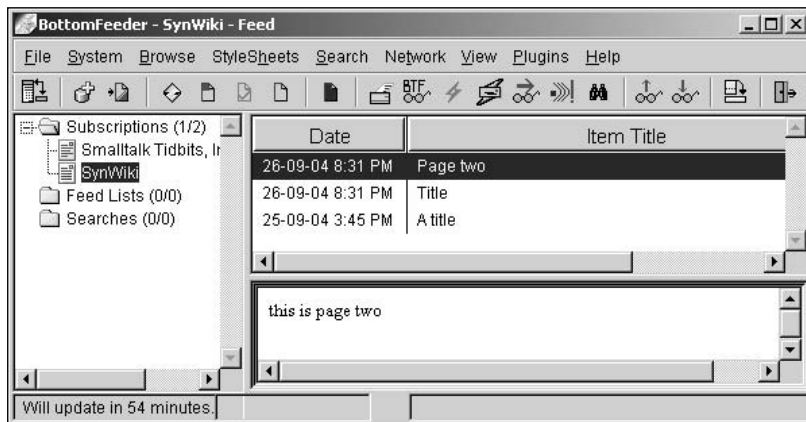 BottomFeeder - SynWiki - Feed
File System Browse StyleSheets Search Network View Plugins Help
BTF
Subscriptions (1/2)
Smalltalk Tidbits, Ir
SynWiki
Feed Lists (0/0)
Searches (0/0)
Date Item Title
26-09-04 8:31 PM Page two
26-09-04 8:31 PM Title
25-09-04 3:45 PM A title
this is page two
Will update in 54 minutes.